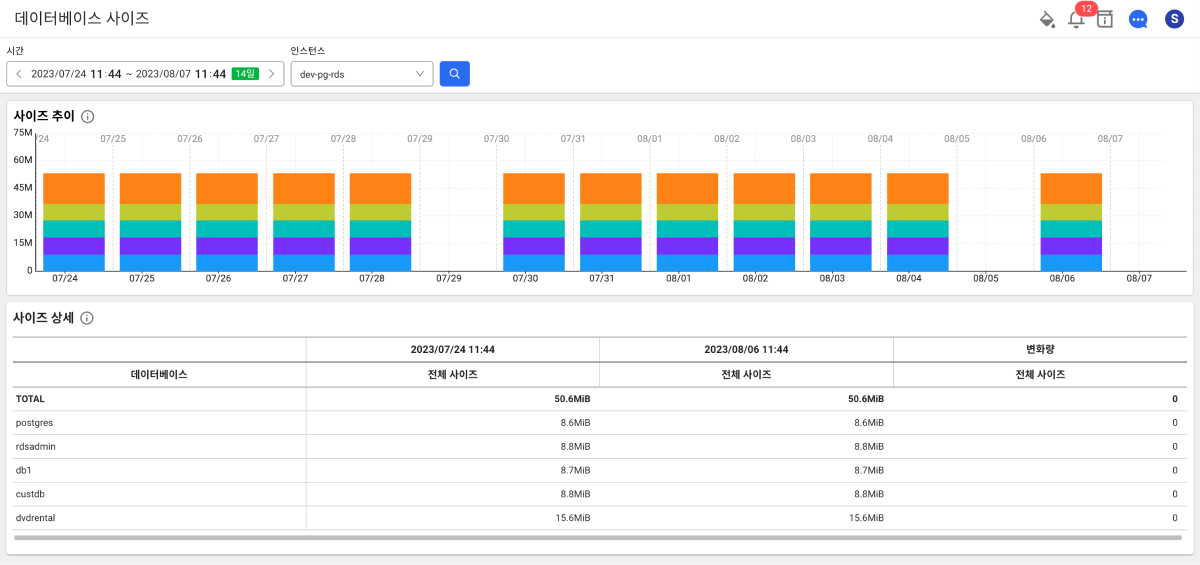 데이터베이스 사이즈
12
S
시간
인스턴스
2023/07/24 11:44 ~ 2023/08/07 11:44 14일
dev-pg-rds
사이즈 추이
75M
/24 07/25 07/26 07/27 07/28 07/29 07/30 07/31 08/01 08/02 08/03 08/04 08/05 08/06 08/07
60M
45M
30M
15M
0
07/24 07/25 07/26 07/27 07/28 07/29 07/30 07/31 08/01 08/02 08/03 08/04 08/05 08/06 08/07
사이즈 상세
2023/07/24 11:44 2023/08/06 11:44 변화량
데이터베이스 전체 사이즈 전체 사이즈 전체 사이즈
TOTAL 50.6MiB 50.6MiB 0
postgres 8.6MiB 8.6MiB 0
rdsadmin 8.8MiB 8.8MiB 0
db1 8.7MiB 8.7MiB 0
custdb 8.8MiB 8.8MiB 0
dvdrental 15.6MiB 15.6MiB 0